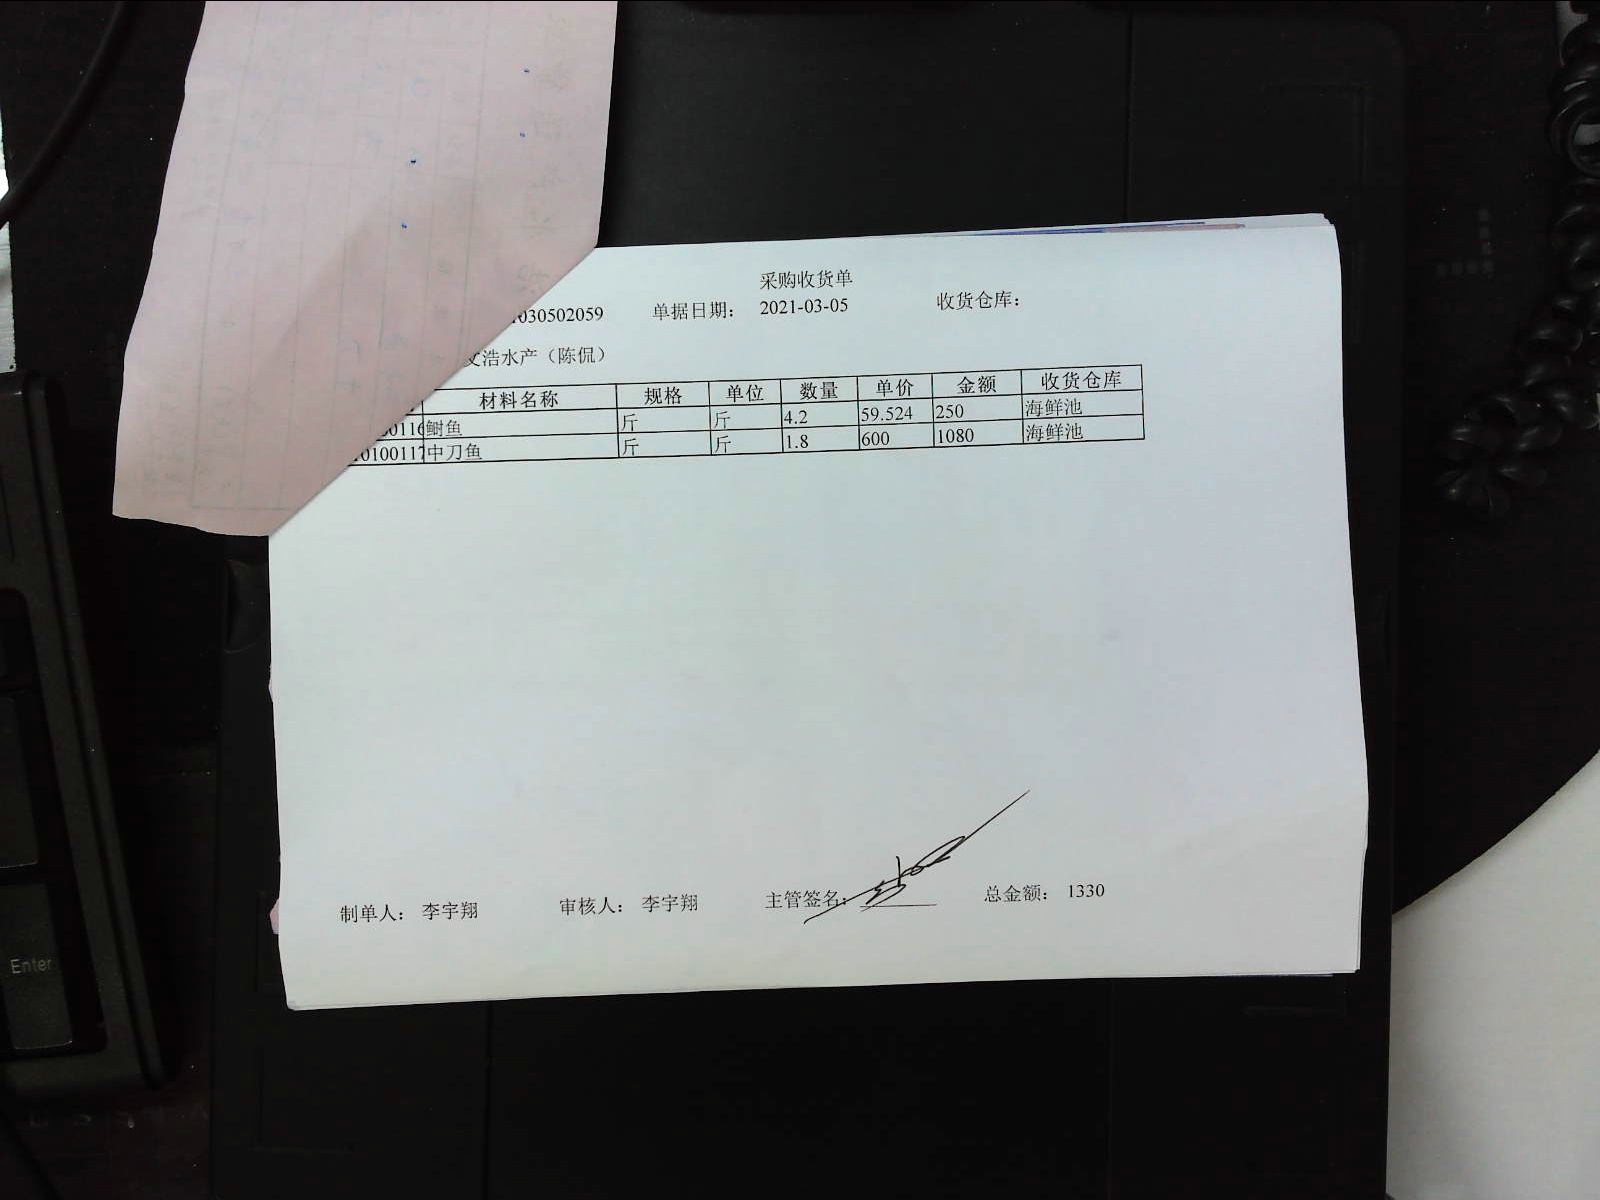 采购收货单
030502059 单据日期： 2021-03-05 收货仓库：
浩水产（陈侃）
材料名称 规格 单位 数量 单价 金额 收货仓库
0116 鲥鱼 斤 斤 4.2 59.524 250 海鲜池
0100117 中刀鱼 斤 斤 1.8 600 1080 海鲜池
制单人： 李宇翔 审核人： 李宇翔 主管签名： 总金额： 1330
Enter